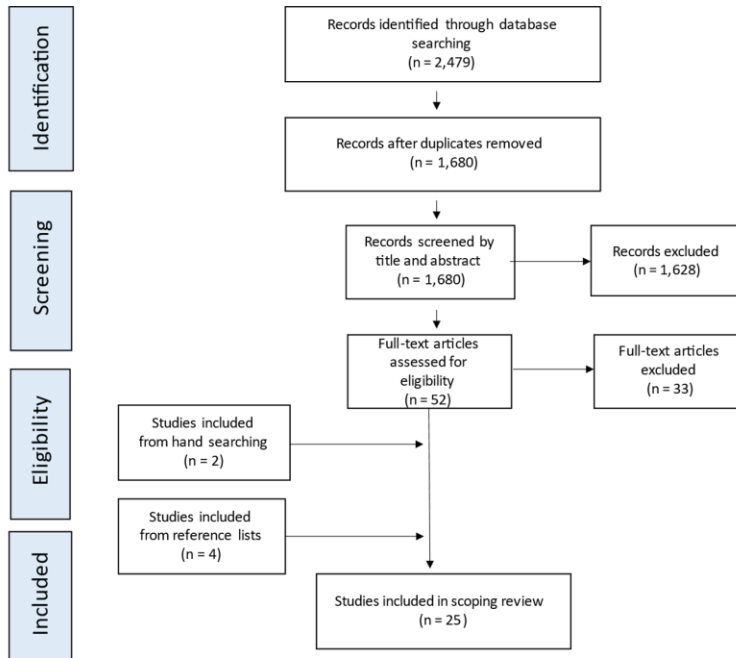 Identification
Records identified through database
searching
(n = 2,479)
Records after duplicates removed
(n = 1,680)
Screening
Records screened by
title and abstract
(n = 1,680)
Records excluded
(n = 1,628)
Full-text articles
assessed for
eligibility
(n = 52)
Full-text articles
excluded
(n = 33)
Eligibility
Studies included
from hand searching
(n = 2)
Studies included
from reference lists
(n = 4)
Included
Studies included in scoping review
(n = 25)